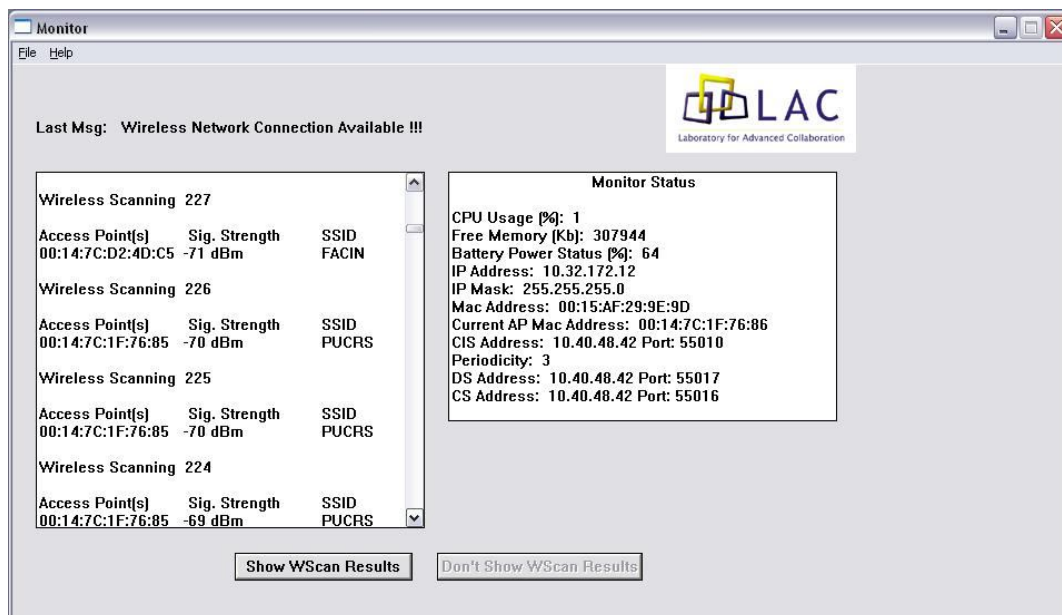 Monitor
File Help
LAC
Laboratory for Advanced Collaboration
Last Msg: Wireless Network Connection Available !!!
Wireless Scanning 227
Access Point(s) Sig. Strength SSID
00:14:7C:D2:4D:C5 -71 dBm FACIN
Wireless Scanning 226
Access Point(s) Sig. Strength SSID
00:14:7C:1F:76:85 -70 dBm PUCRS
Wireless Scanning 225
Access Point(s) Sig. Strength SSID
00:14:7C:1F:76:85 -70 dBm PUCRS
Wireless Scanning 224
Access Point(s) Sig. Strength SSID
00:14:7C:1F:76:85 -69 dBm PUCRS
Monitor Status
CPU Usage (%): 1
Free Memory (Kb): 307944
Battery Power Status (%): 64
IP Address: 10.32.172.12
IP Mask: 255.255.255.0
Mac Address: 00:15:AF:29:9E:9D
Current AP Mac Address: 00:14:7C:1F:76:86
CIS Address: 10.40.48.42 Port: 55010
Periodicity: 3
DS Address: 10.40.48.42 Port: 55017
CS Address: 10.40.48.42 Port: 55016
Show WScan Results
Don't Show WScan Results